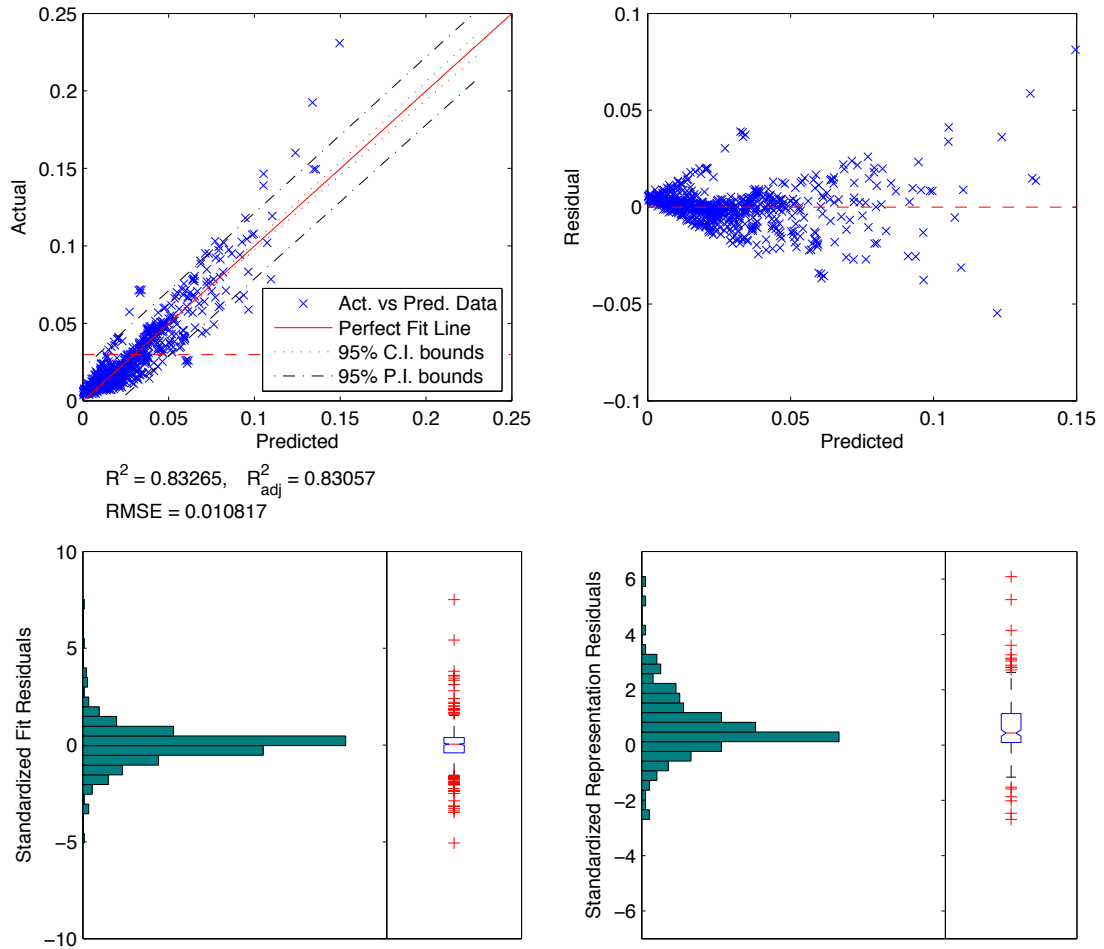 0.25
0.2
0.15
0.1
0.05
0
Actual
0 0.05 0.1 0.15 0.2 0.25
Predicted
Act. vs Pred. Data
Perfect Fit Line
95% C.I. bounds
95% P.I. bounds
0.1
0.05
0
−0.05
−0.1
Residual
0 0.05 0.1 0.15
Predicted
R² = 0.83265, R²adj = 0.83057
RMSE = 0.010817
10
5
0
−5
−10
Standardized Fit Residuals
6
4
2
0
−2
−4
−6
Standardized Representation Residuals